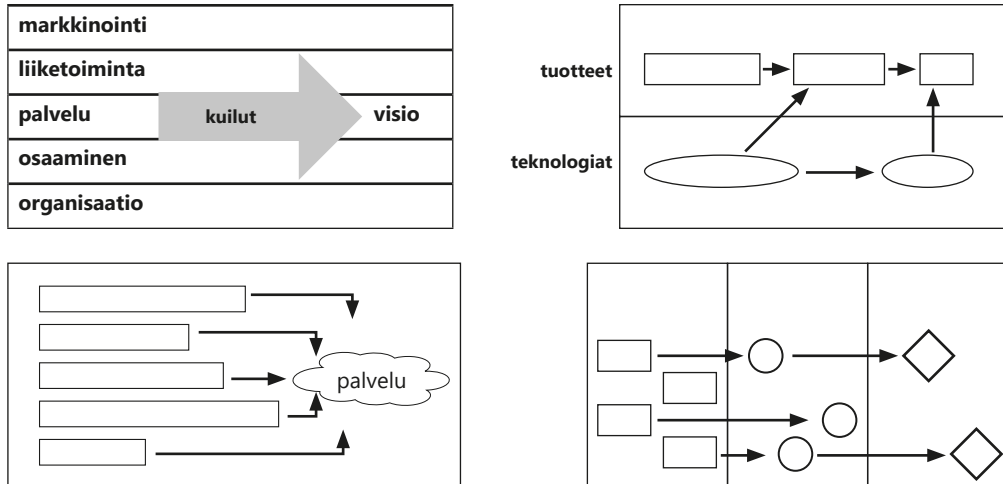 markkinointi
liiketoiminta
palvelu
kuilut
visio
osaaminen
organisaatio
tuotteet
teknologiat
palvelu